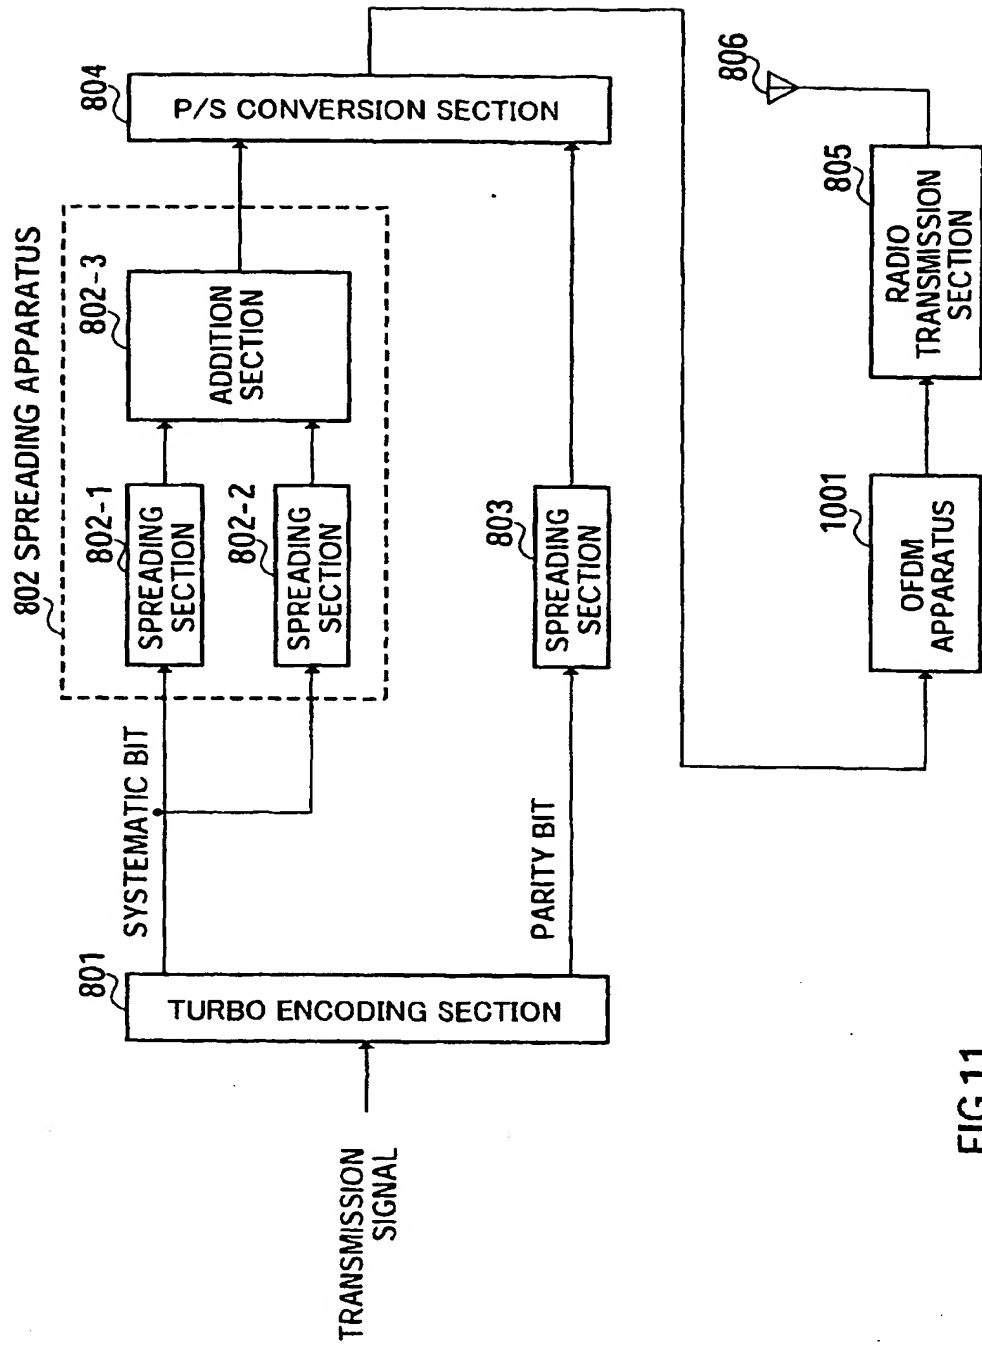 802 SPREADING APPARATUS
804
P/S CONVERSION SECTION
802-3
ADDITION
SECTION
802-1
SPREADING
SECTION
802-2
SPREADING
SECTION
803
SPREADING
SECTION
SYSTEMATIC BIT
PARITY BIT
801
TURBO ENCODING SECTION
TRANSMISSION
SIGNAL
806
805
RADIO
TRANSMISSION
SECTION
1001
OFDM
APPARATUS
FIG.11